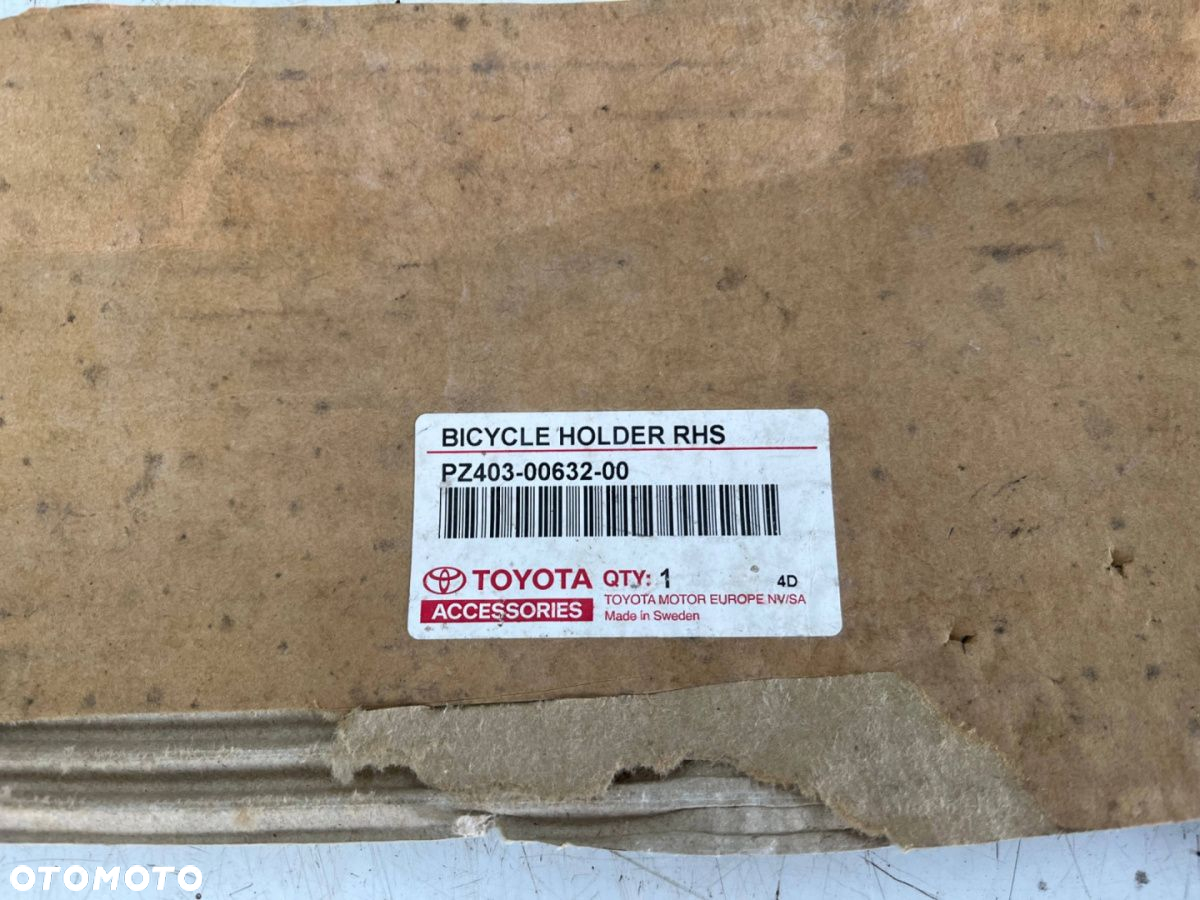 BICYCLE HOLDER RHS
PZ403-00632-00
TOYOTA QTY: 1 4D
ACCESSORIES TOYOTA MOTOR EUROPE NV/SA
Made in Sweden
OTOMOTO